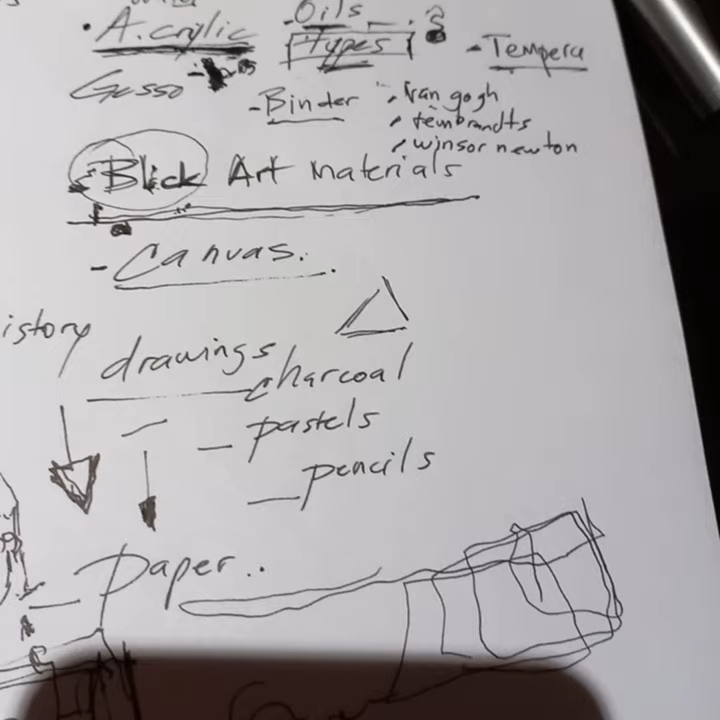 • Acrylic
- Oils
Types
- Tempera
Gesso
- Binder
van gogh
rembrandts
winsor newton
Blick Art materials
- Canvas.
istory
drawings
charcoal
- pastels
- pencils
- paper..